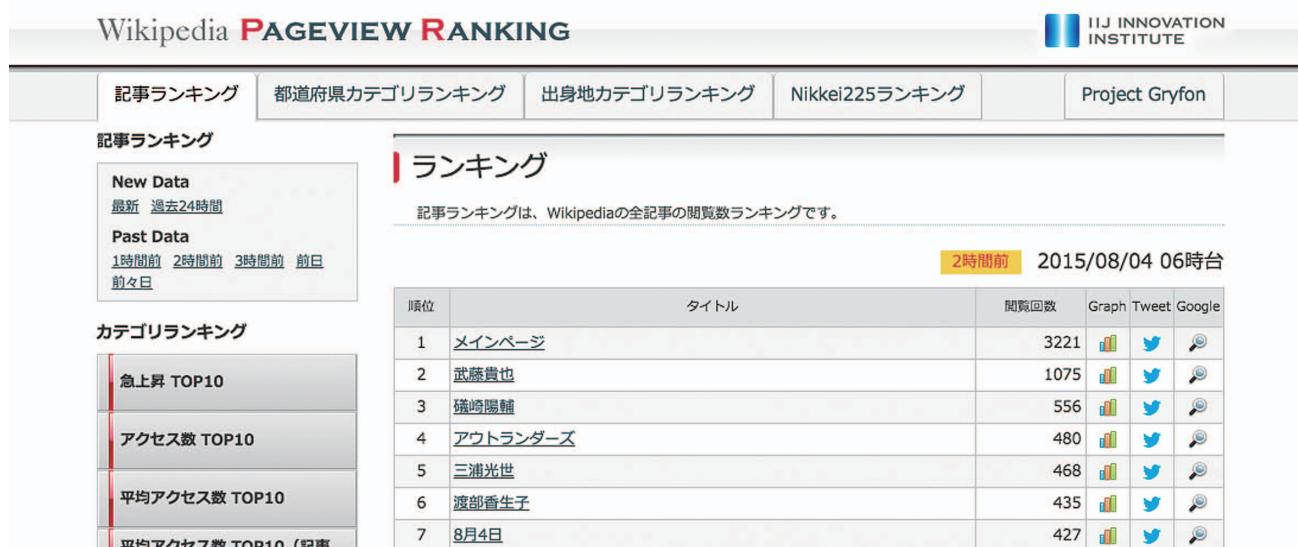 Wikipedia PAGEVIEW RANKING
IIJ INNOVATION
INSTITUTE
記事ランキング 都道府県カテゴリランキング 出身地カテゴリランキング Nikkei225ランキング Project Gryfon
記事ランキング
New Data
最新 過去24時間
Past Data
1時間前 2時間前 3時間前 前日
前々日
カテゴリランキング
急上昇 TOP10
アクセス数 TOP10
平均アクセス数 TOP10
平均アクセス数 TOP10（記事
ランキング
記事ランキングは、Wikipediaの全記事の閲覧数ランキングです。
2時間前 2015/08/04 06時台
順位 タイトル 閲覧回数 Graph Tweet Google
1 メインページ 3221
2 武藤貴也 1075
3 礒崎陽輔 556
4 アウトランダーズ 480
5 三浦光世 468
6 渡部香生子 435
7 8月4日 427